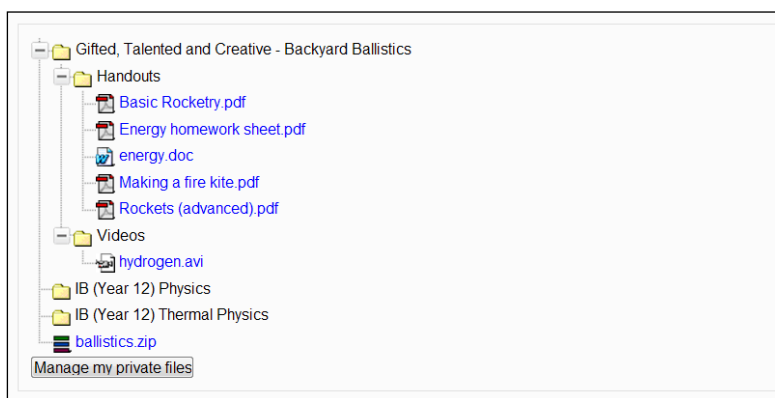 Gifted, Talented and Creative - Backyard Ballistics
Handouts
Basic Rocketry.pdf
Energy homework sheet.pdf
energy.doc
Making a fire kite.pdf
Rockets (advanced).pdf
Videos
hydrogen.avi
IB (Year 12) Physics
IB (Year 12) Thermal Physics
ballistics.zip
Manage my private files